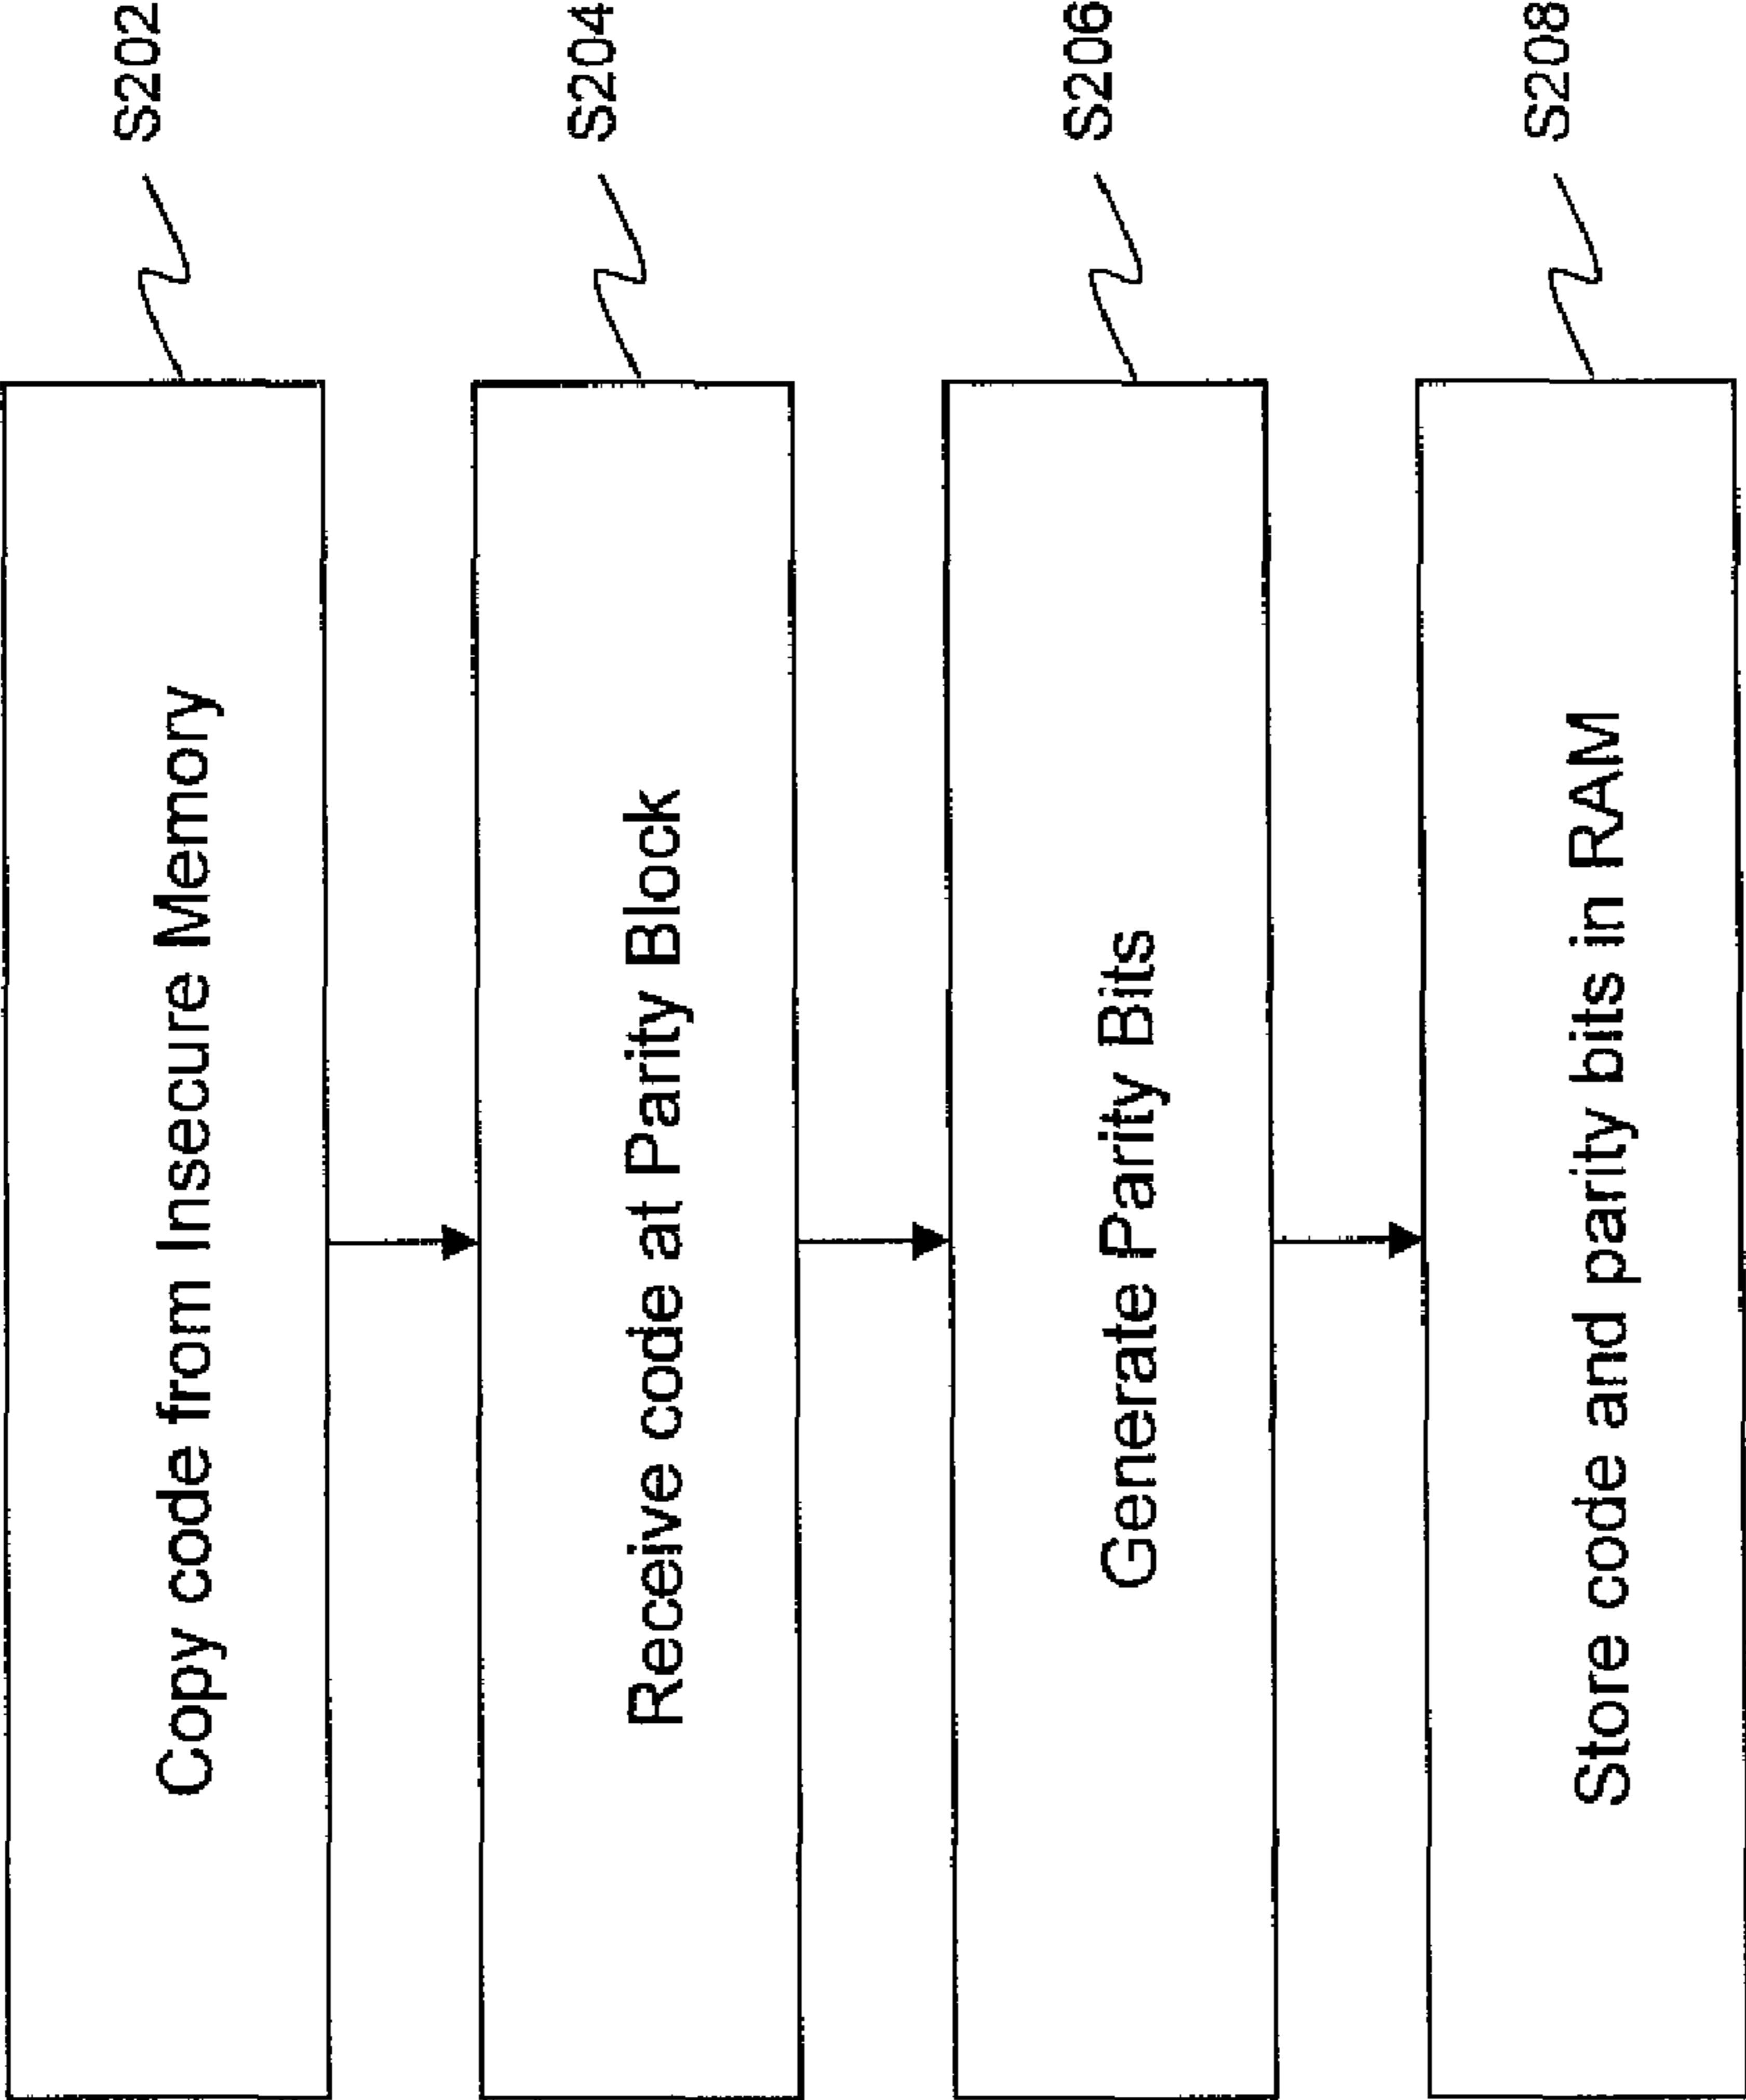 Copy code from Insecure Memory
S202
Receive code at Parity Block
S204
Generate Parity Bits
S206
Store code and parity bits in RAM
S208